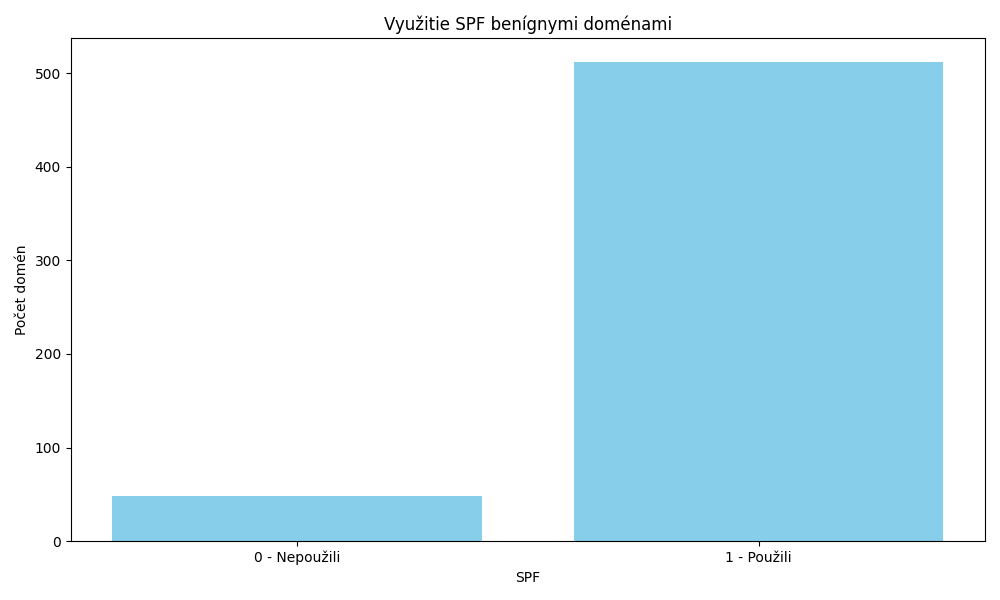 Využitie SPF benígnymi doménami
Počet domén
500
400
300
200
100
0
0 - Nepoužili
1 - Použili
SPF